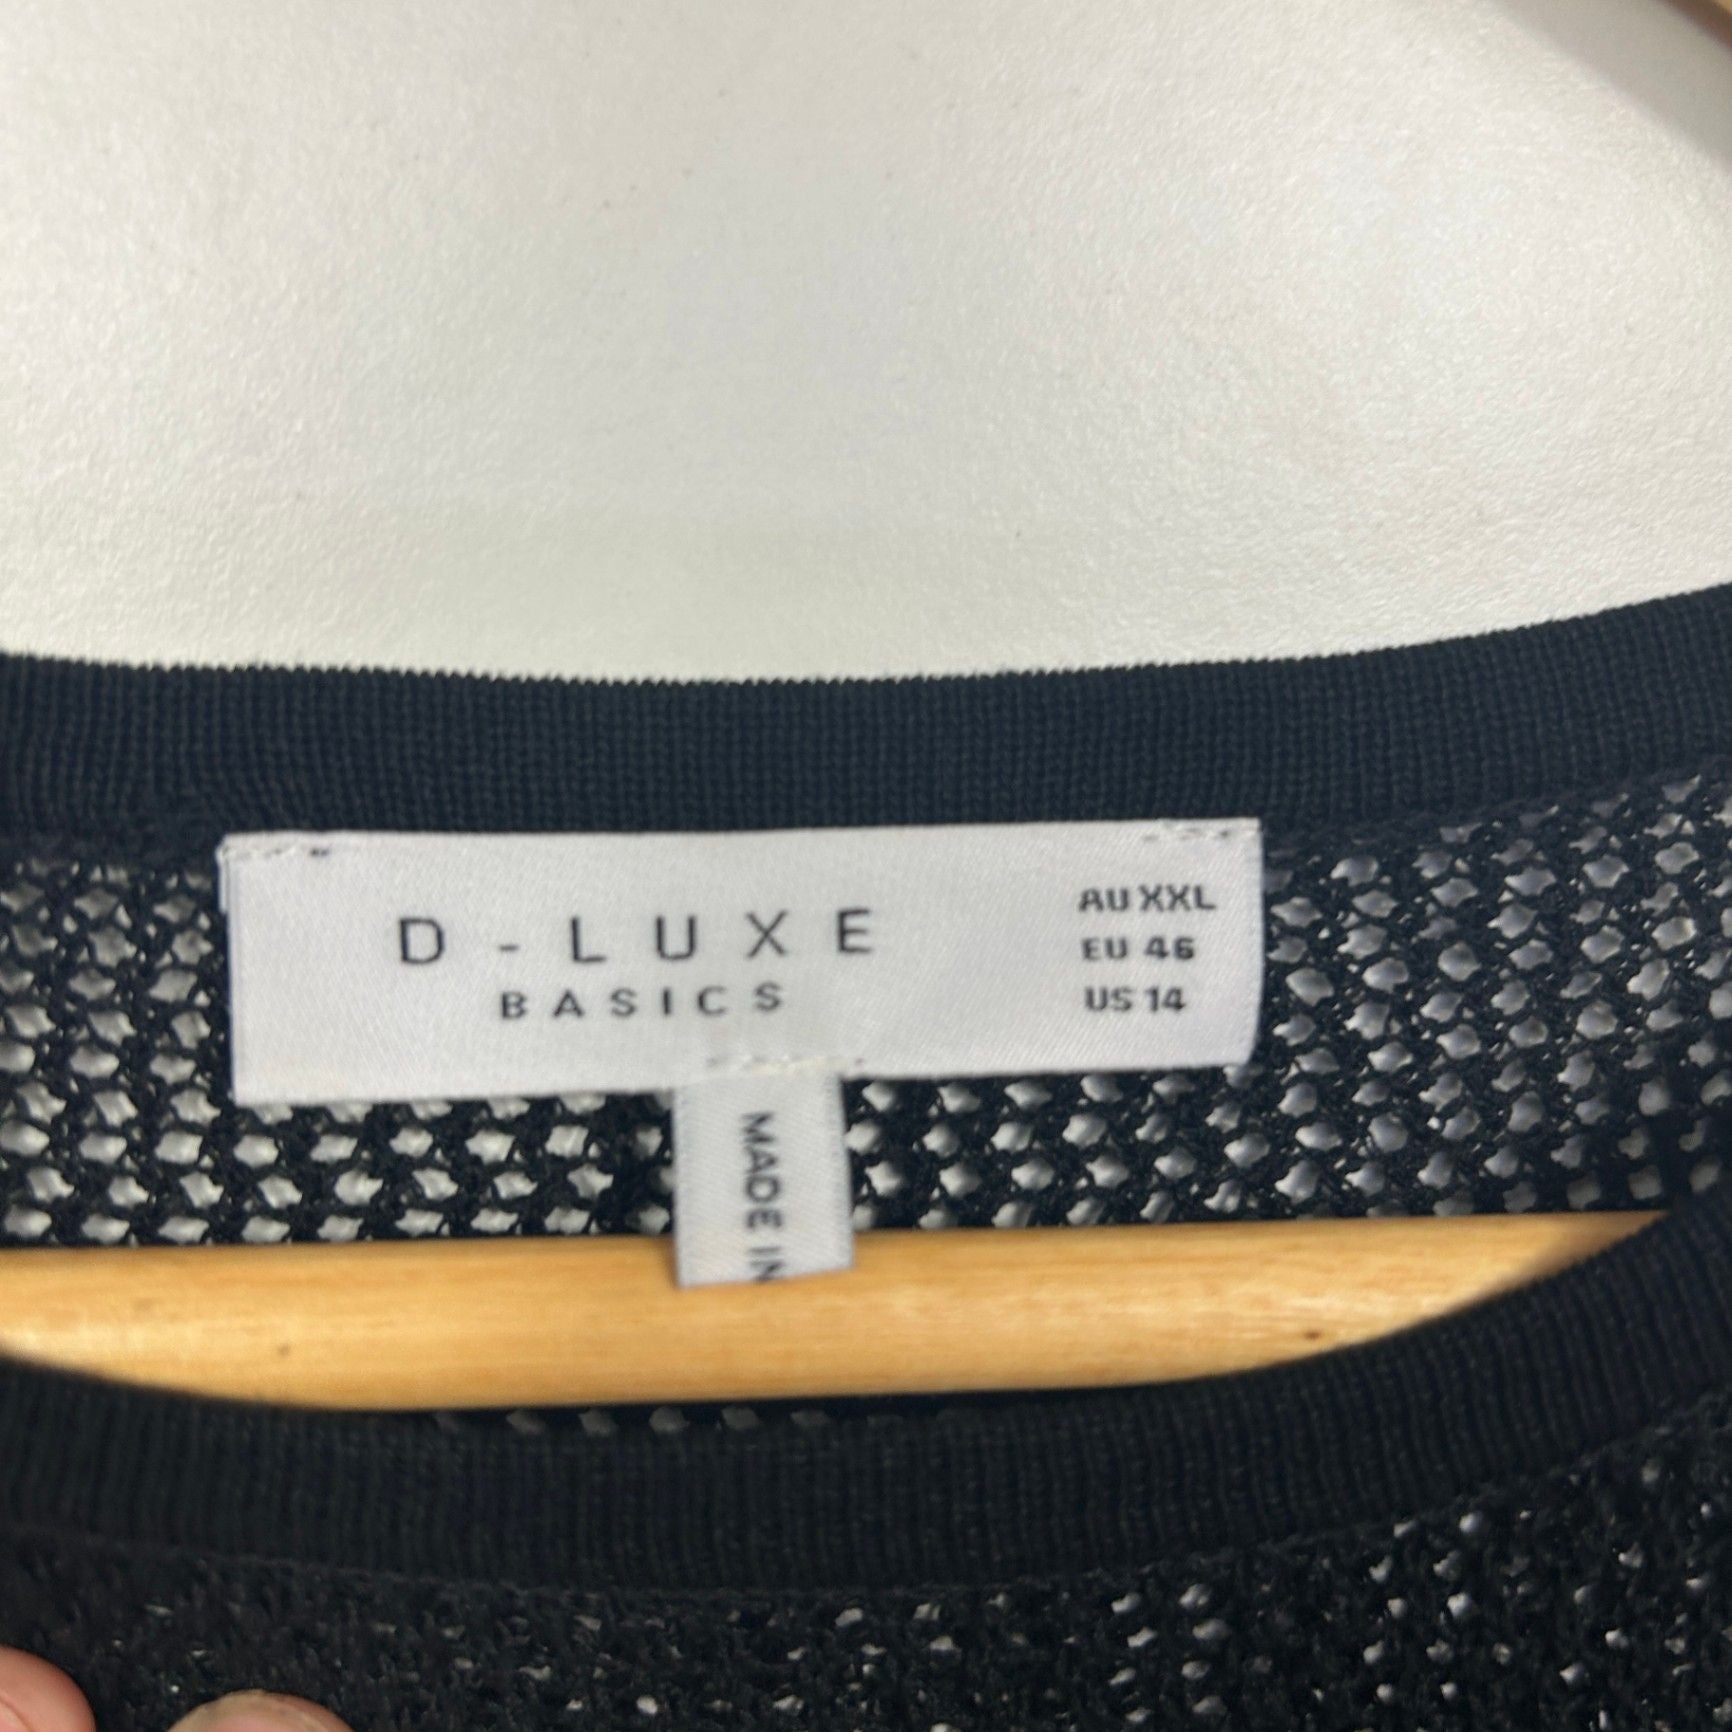 D-LUXE
BASICS
AU XXL
EU 46
US 14
MADE IN